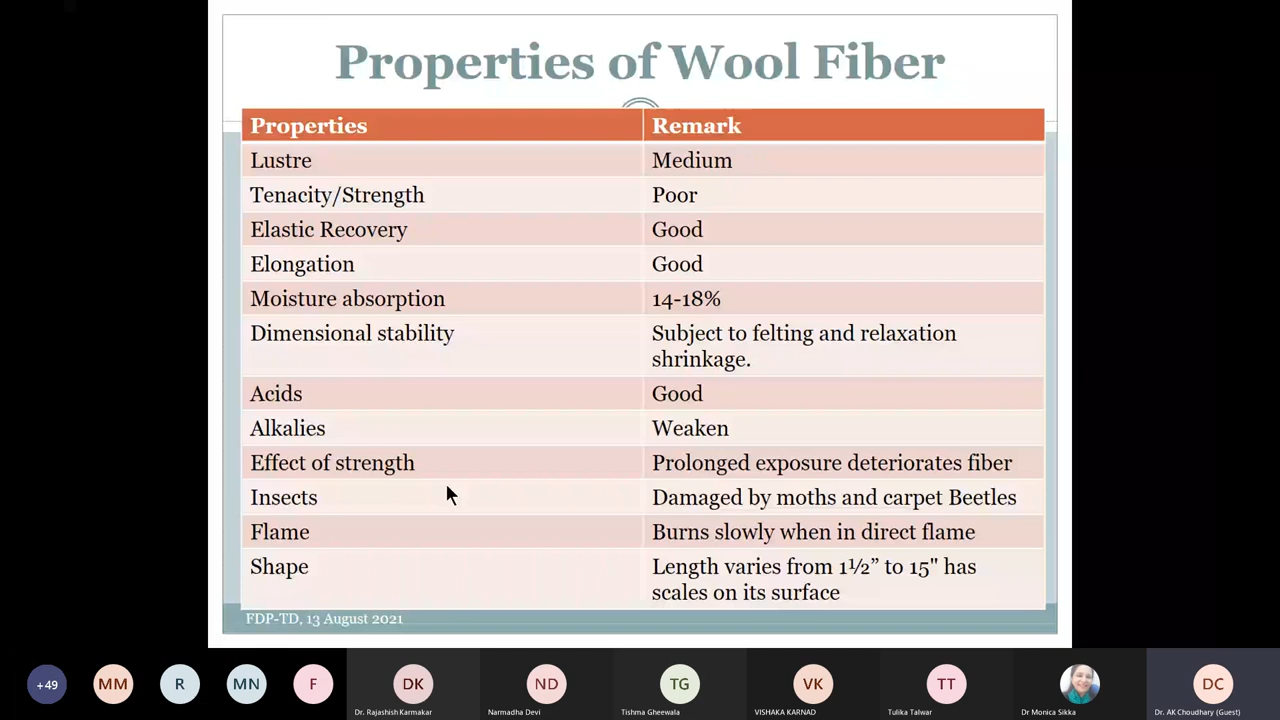 Properties of Wool Fiber
Properties Remark
Lustre Medium
Tenacity/Strength Poor
Elastic Recovery Good
Elongation Good
Moisture absorption 14-18%
Dimensional stability Subject to felting and relaxation
shrinkage.
Acids Good
Alkalies Weaken
Effect of strength Prolonged exposure deteriorates fiber
Insects Damaged by moths and carpet Beetles
Flame Burns slowly when in direct flame
Shape Length varies from 1½” to 15" has
scales on its surface
FDP-TD, 13 August 2021
+49 MM R MN F DK ND TG VK TT DC
Dr. Rajashish Karmakar Narmadha Devi Tishma Gheewala VISHAKA KARNAD Tulika Talwar Dr Monica Sikka Dr. AK Choudhary (Guest)